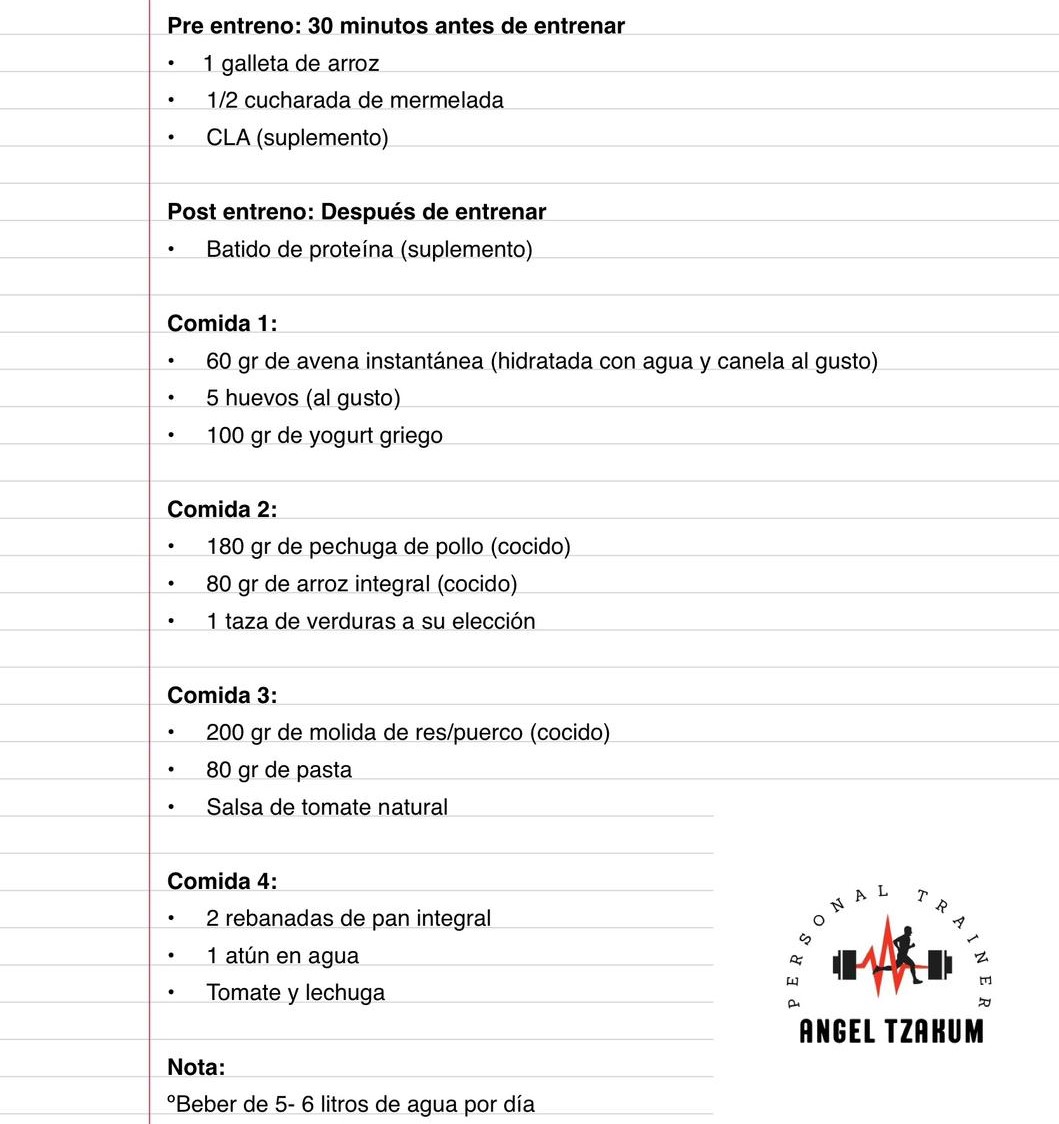 Pre entreno: 30 minutos antes de entrenar
• 1 galleta de arroz
• 1/2 cucharada de mermelada
• CLA (suplemento)
Post entreno: Después de entrenar
• Batido de proteína (suplemento)
Comida 1:
• 60 gr de avena instantánea (hidratada con agua y canela al gusto)
• 5 huevos (al gusto)
• 100 gr de yogurt griego
Comida 2:
• 180 gr de pechuga de pollo (cocido)
• 80 gr de arroz integral (cocido)
• 1 taza de verduras a su elección
Comida 3:
• 200 gr de molida de res/puerco (cocido)
• 80 gr de pasta
• Salsa de tomate natural
Comida 4:
• 2 rebanadas de pan integral
• 1 atún en agua
• Tomate y lechuga
Nota:
ºBeber de 5- 6 litros de agua por día
PERSONAL TRAINER
ANGEL TZAKUM